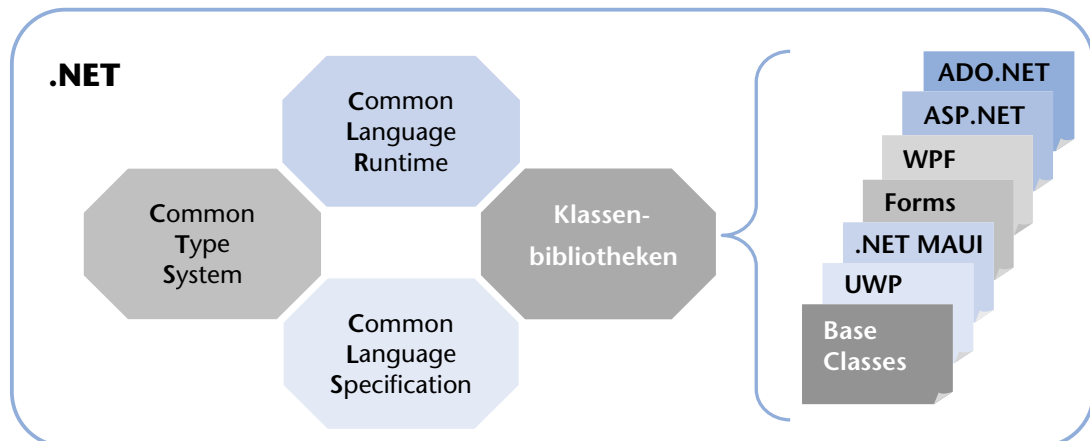 .NET
Common
Language
Runtime
Common
Type
System
Klassen-
bibliotheken
Common
Language
Specification
ADO.NET
ASP.NET
WPF
Forms
.NET MAUI
UWP
Base
Classes